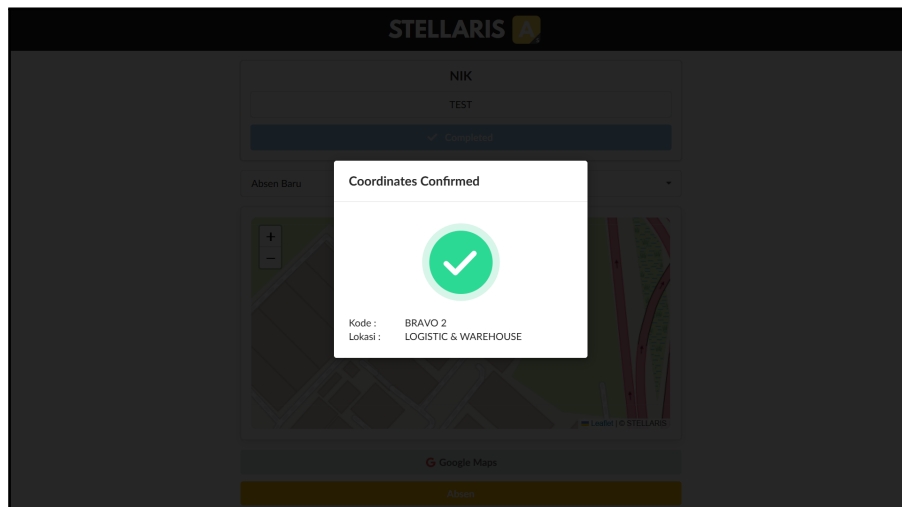 STELLARIS A
NIK
TEST
Completed
Absen Baru
Coordinates Confirmed
+
−
Kode : BRAVO 2
Lokasi : LOGISTIC & WAREHOUSE
Leaflet | © STELLARIS
G Google Maps
Absen